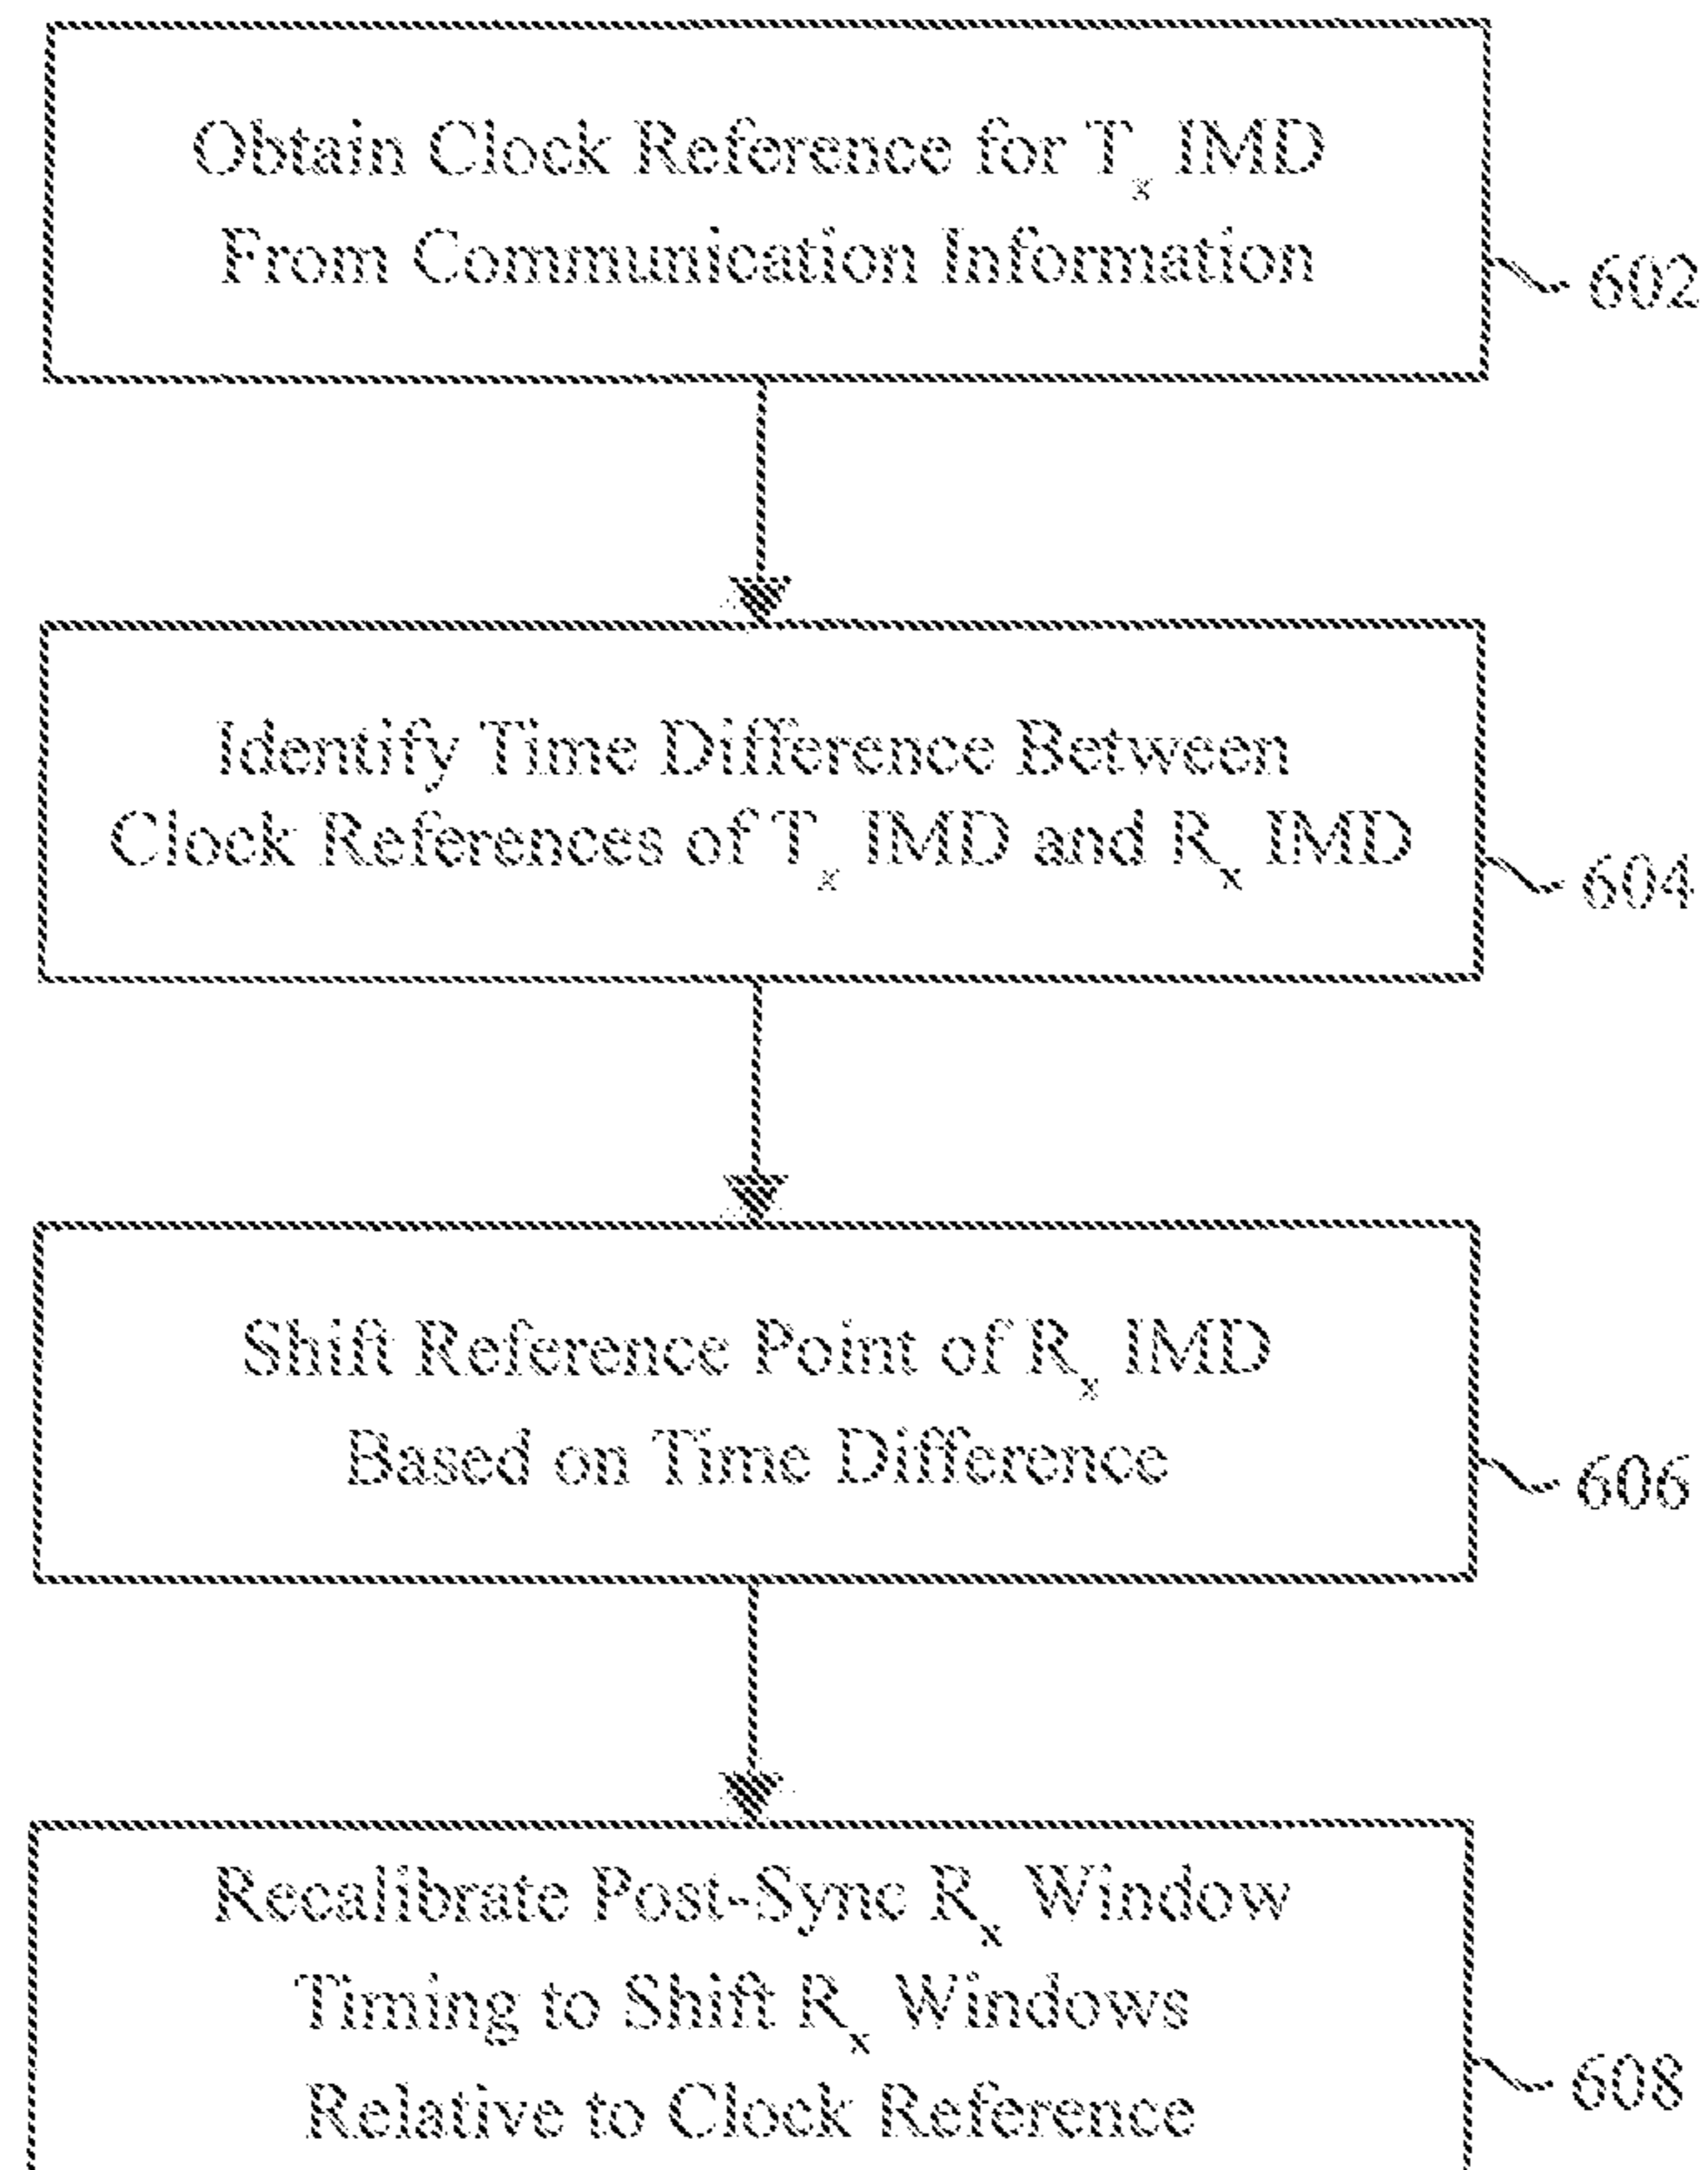 Obtain Clock Reference for Tx IMD
From Communication Information
602
Identify Time Difference Between
Clock References of Tx IMD and Rx IMD
604
Shift Reference Point of Rx IMD
Based on Time Difference
606
Recalibrate Post-Sync Rx Window
Timing to Shift Rx Windows
Relative to Clock Reference
608